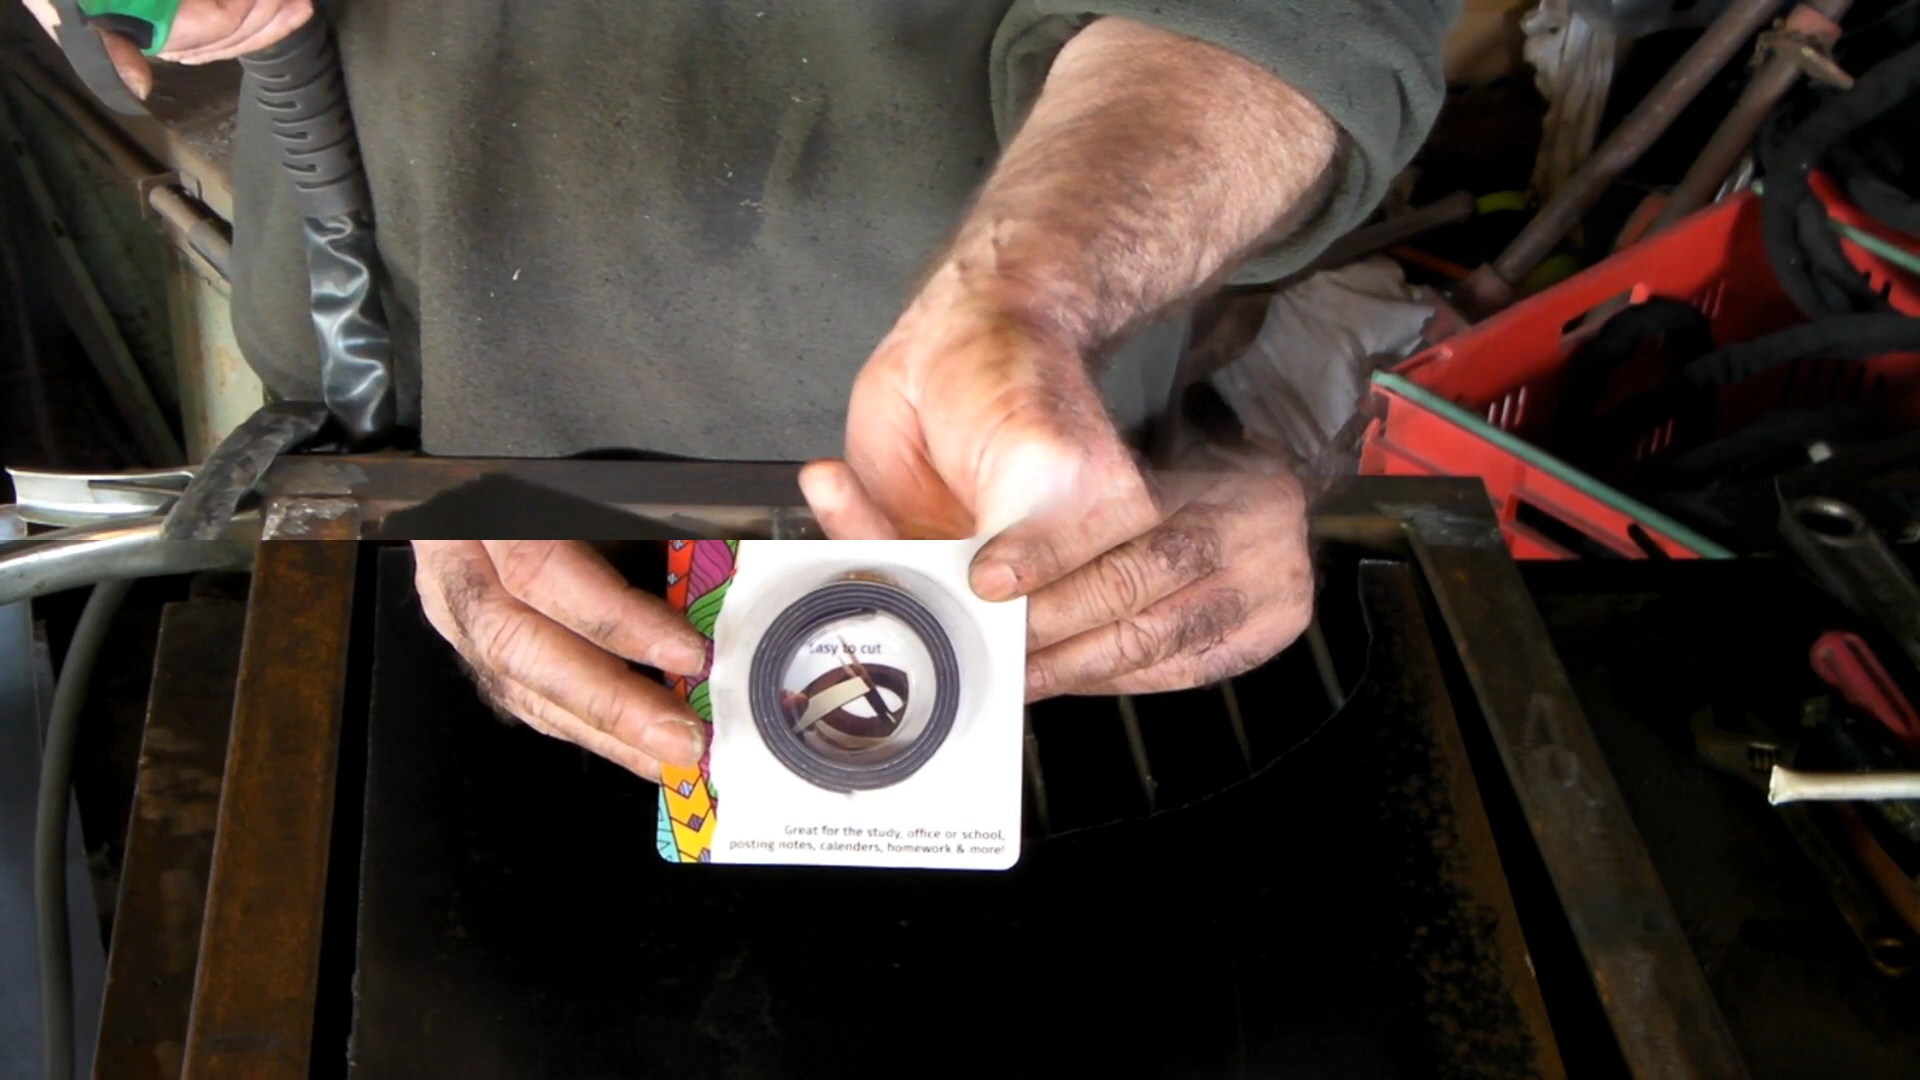 Easy to cut
Great for the study, office or school,
posting notes, calenders, homework & more!